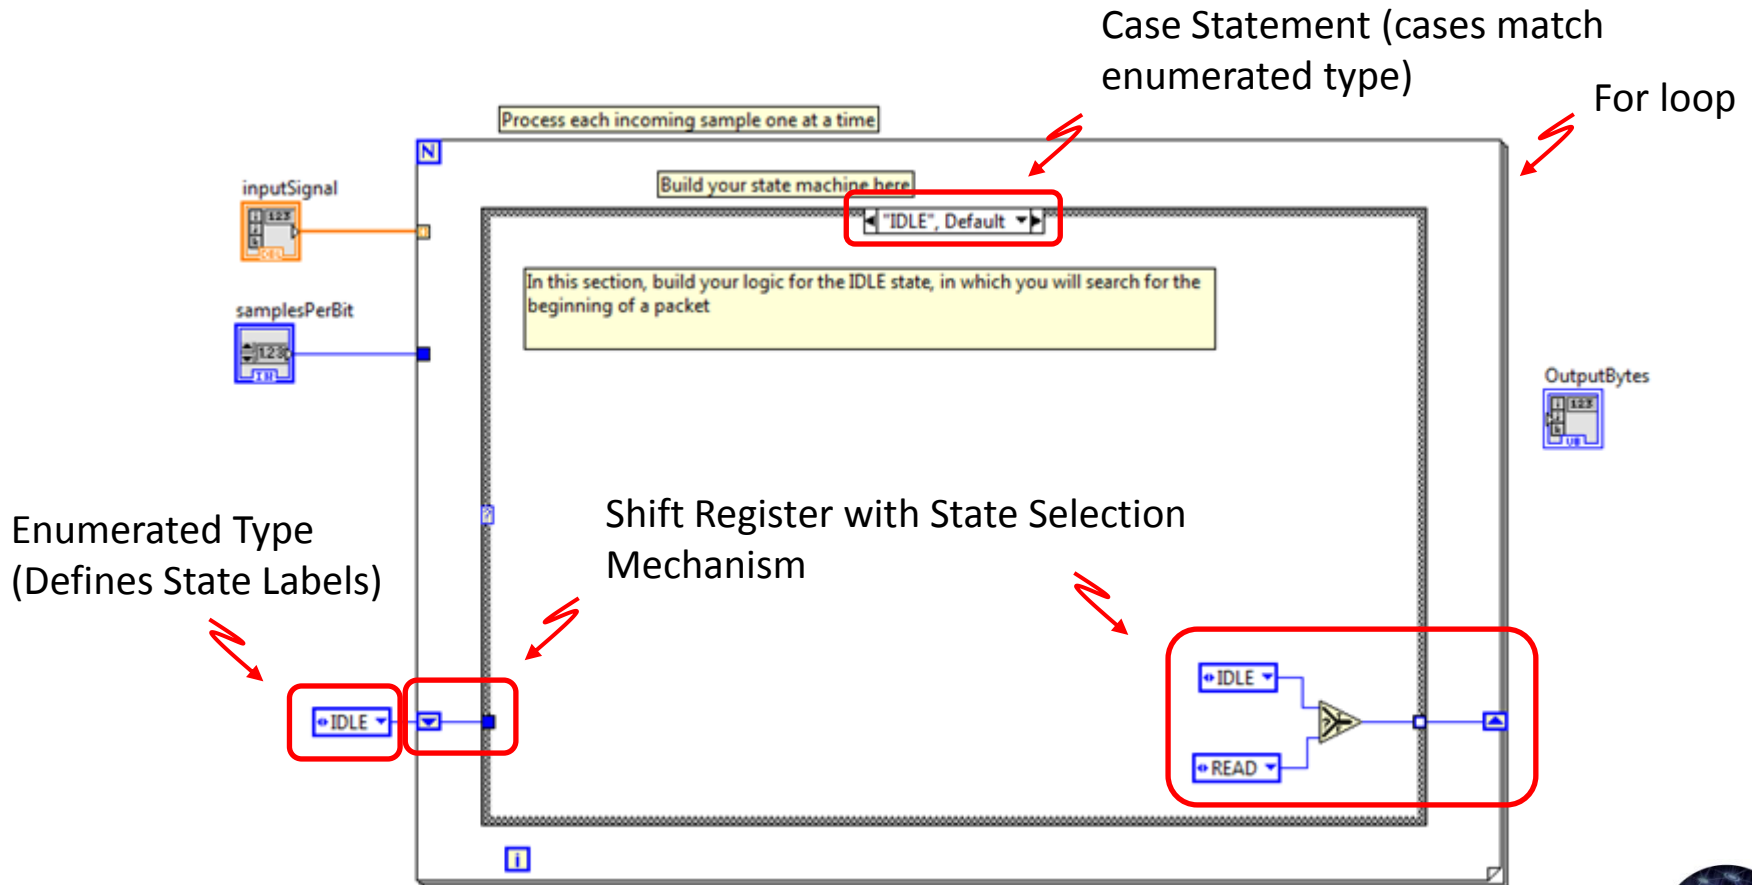 Case Statement (cases match
enumerated type)
For loop
Process each incoming sample one at a time
N
Build your state machine here
inputSignal
123
"IDLE", Default
In this section, build your logic for the IDLE state, in which you will search for the
beginning of a packet
samplesPerBit
123
OutputBytes
123
Shift Register with State Selection
Mechanism
Enumerated Type
(Defines State Labels)
?
IDLE
IDLE
?
READ
i